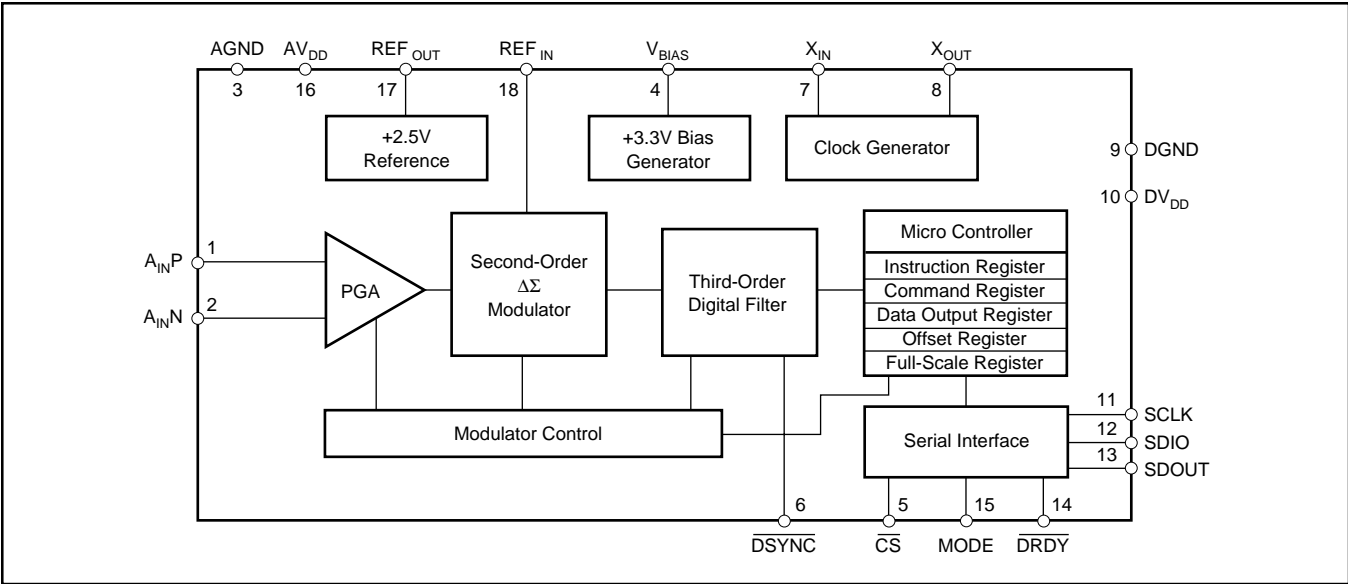 AGND AV_DD REF_OUT REF_IN V_BIAS X_IN X_OUT
3 16 17 18 4 7 8
+2.5V
Reference
+3.3V Bias
Generator
Clock Generator
9 DGND
10 DV_DD
A_INP 1
A_INN 2
PGA
Second-Order
ΔΣ
Modulator
Third-Order
Digital Filter
Micro Controller
Instruction Register
Command Register
Data Output Register
Offset Register
Full-Scale Register
Modulator Control
Serial Interface
11 SCLK
12 SDIO
13 SDOUT
6 5 15 14
DSYNC CS MODE DRDY